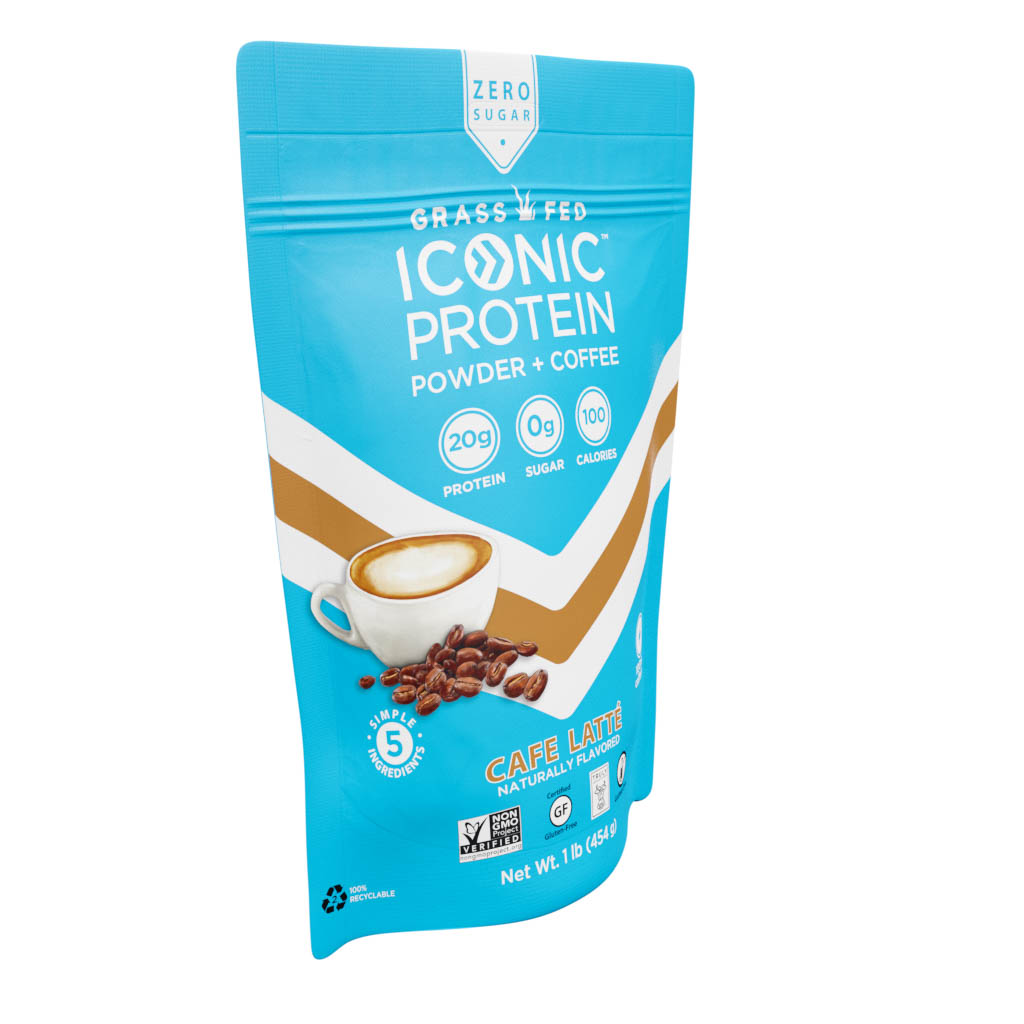 ZERO
SUGAR
GRASS FED
ICONIC™
PROTEIN
POWDER + COFFEE
20g
PROTEIN
0g
SUGAR
100
CALORIES
• SIMPLE •
5
INGREDIENTS
CAFE LATTÉ
NATURALLY FLAVORED
NON
GMO
Project
VERIFIED
nongmoproject.org
Certified
GF
Gluten-Free
TRULY
Net Wt. 1 lb (454 g)
2
100%
RECYCLABLE